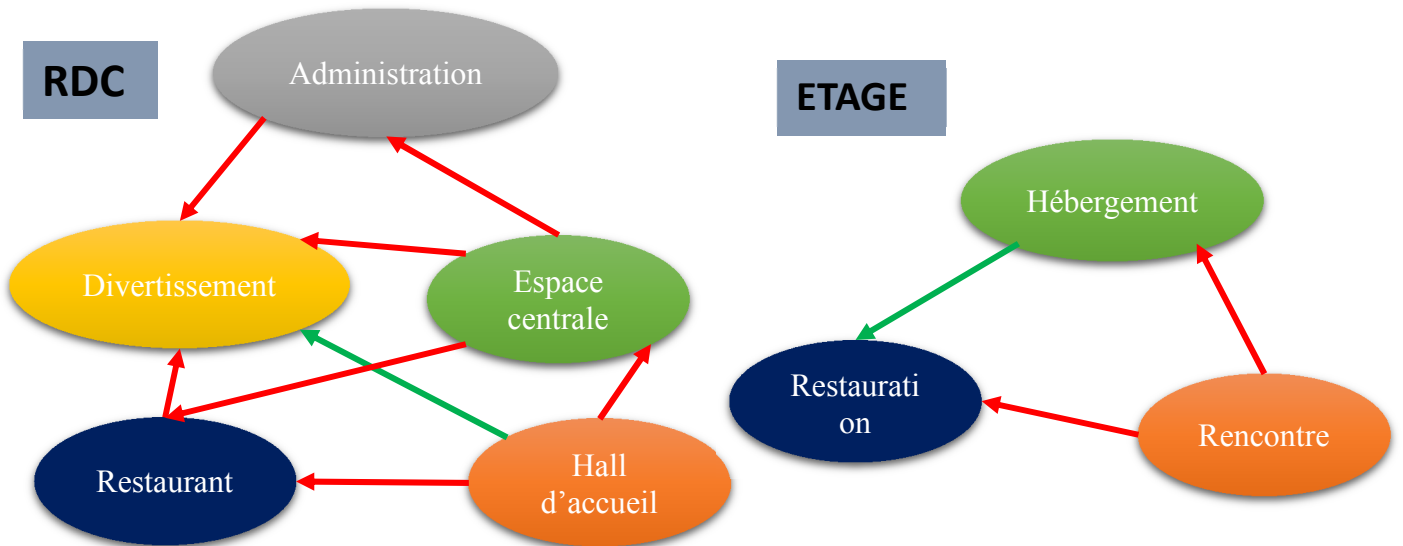 RDC
Administration
Divertissement
Espace
centrale
Restaurant
Hall
d’accueil
ETAGE
Hébergement
Restaurati
on
Rencontre